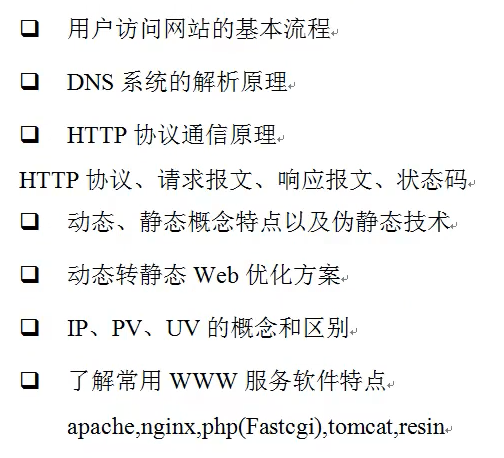 用户访问网站的基本流程
DNS 系统的解析原理
HTTP 协议通信原理
HTTP 协议、请求报文、响应报文、状态码
动态、静态概念特点以及伪静态技术
动态转静态 Web 优化方案
IP、PV、UV 的概念和区别
了解常用 WWW 服务软件特点
apache,nginx,php(Fastcgi),tomcat,resin